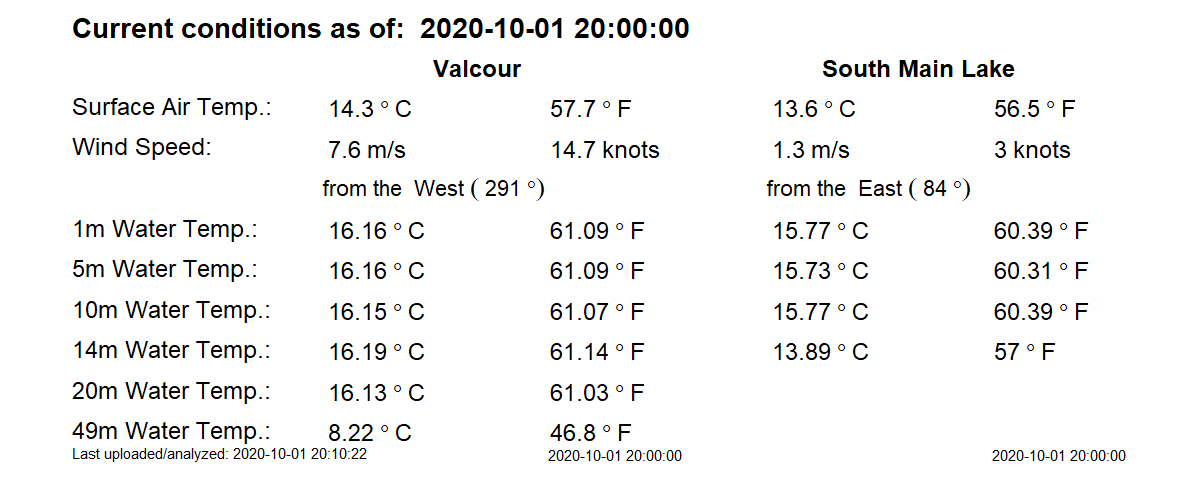 Current conditions as of:  2020-10-01 20:00:00
Valcour South Main Lake
Surface Air Temp.: 14.3 ° C 57.7 ° F 13.6 ° C 56.5 ° F
Wind Speed: 7.6 m/s 14.7 knots 1.3 m/s 3 knots
from the  West ( 291 °) from the  East ( 84 °)
1m Water Temp.: 16.16 ° C 61.09 ° F 15.77 ° C 60.39 ° F
5m Water Temp.: 16.16 ° C 61.09 ° F 15.73 ° C 60.31 ° F
10m Water Temp.: 16.15 ° C 61.07 ° F 15.77 ° C 60.39 ° F
14m Water Temp.: 16.19 ° C 61.14 ° F 13.89 ° C 57 ° F
20m Water Temp.: 16.13 ° C 61.03 ° F
49m Water Temp.: 8.22 ° C 46.8 ° F
Last uploaded/analyzed: 2020-10-01 20:10:22 2020-10-01 20:00:00 2020-10-01 20:00:00